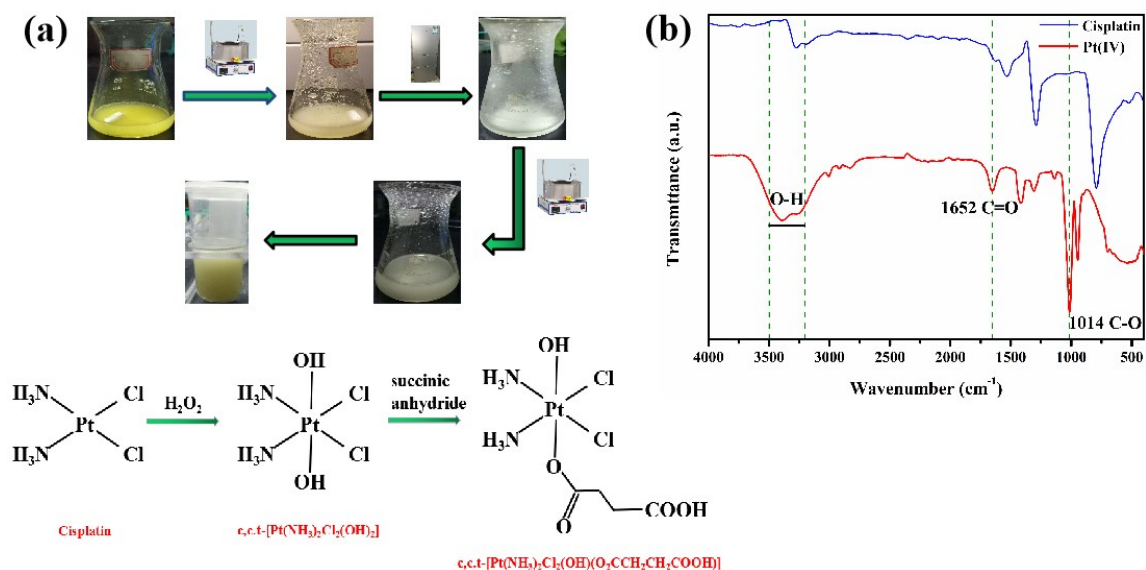 (a)
OH
H₃N
Cl
Pt
H₃N
Cl
H₂O₂
OH
H₃N
Cl
Pt
H₃N
Cl
OH
succinic
anhydride
OH
H₃N
Cl
Pt
H₃N
Cl
O
O
COOH
Cisplatin
c,c,t-[Pt(NH₃)₂Cl₂(OH)₂]
c,c,t-[Pt(NH₃)₂Cl₂(OH)(O₂CCH₂CH₂COOH)]
(b)
Cisplatin
Pt(IV)
Transmttance (a.u.)
O-H
1652 C=O
1014 C-O
4000 3500 3000 2500 2000 1500 1000 500
Wavenumber (cm⁻¹)